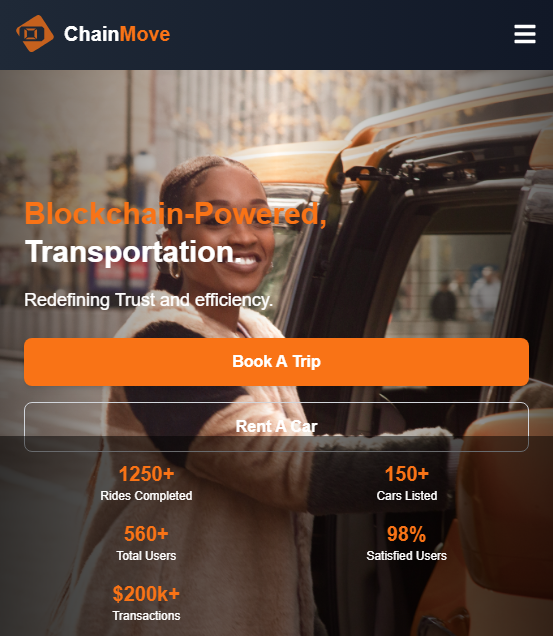 ChainMove
Blockchain-Powered,
Transportation.
Redefining Trust and efficiency.
Book A Trip
Rent A Car
1250+
Rides Completed
150+
Cars Listed
560+
Total Users
98%
Satisfied Users
$200k+
Transactions